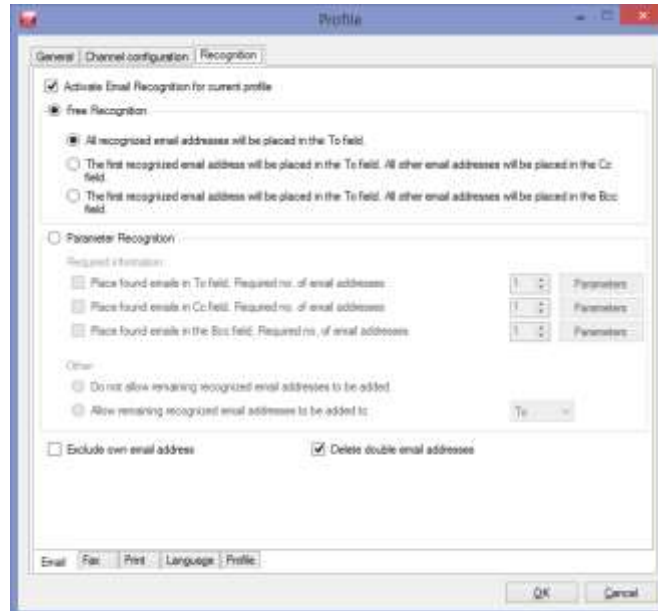 Profile
General Channel configuration Recognition
Activate Email Recognition for current profile
Free Recognition
All recognized email addresses will be placed in the To field.
The first recognized email address will be placed in the To field. All other email addresses will be placed in the Cc
field.
The first recognized email address will be placed in the To field. All other email addresses will be placed in the Bcc
field.
Parameter Recognition
Required information
Place found emails in To field. Required no. of email addresses 1 Parameters
Place found emails in Cc field. Required no. of email addresses 1 Parameters
Place found emails in the Bcc field. Required no. of email addresses 1 Parameters
Other
Do not allow remaining recognized email addresses to be added
Allow remaining recognized email addresses to be added to To
Exclude own email address Delete double email addresses
Email Fax Print Language Profile
OK Cancel